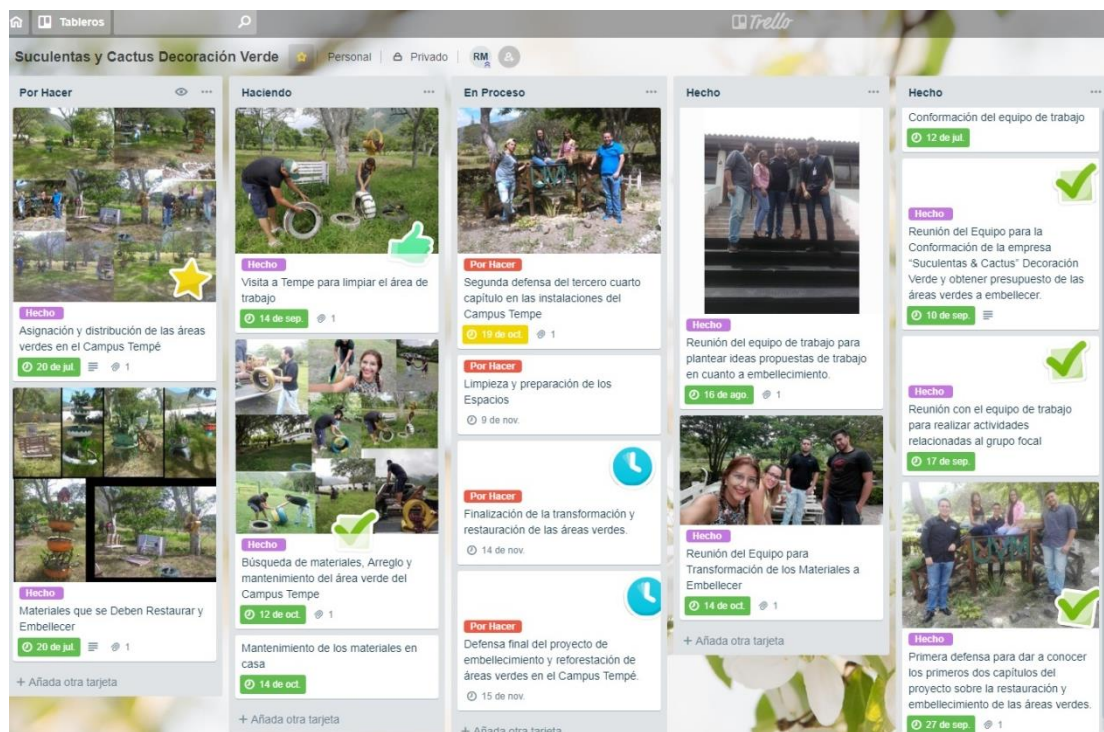 Tableros
Trello
Suculentas y Cactus Decoración Verde
Personal
Privado
RM
Por Hacer
Hecho
Asignación y distribución de las áreas
verdes en el Campus Tempé
20 de jul.
1
Hecho
Materiales que se Deben Restaurar y
Embellecer
20 de jul.
1
+ Añada otra tarjeta
Haciendo
Hecho
Visita a Tempe para limpiar el área de
trabajo
14 de sep.
1
Hecho
Búsqueda de materiales, Arreglo y
mantenimiento del área verde del
Campus Tempe
12 de oct.
1
Mantenimiento de los materiales en
casa
14 de oct.
+ Añada otra tarjeta
En Proceso
Por Hacer
Segunda defensa del tercero cuarto
capítulo en las instalaciones del
Campus Tempe
19 de oct.
1
Por Hacer
Limpieza y preparación de los
Espacios
9 de nov.
Por Hacer
Finalización de la transformación y
restauración de las áreas verdes.
14 de nov.
Por Hacer
Defensa final del proyecto de
embellecimiento y reforestación de
áreas verdes en el Campus Tempé.
15 de nov.
+ Añada otra tarjeta
Hecho
Hecho
Reunión del equipo de trabajo para
plantear ideas propuestas de trabajo
en cuanto a embellecimiento.
16 de ago.
1
Hecho
Reunión del Equipo para
Transformación de los Materiales a
Embellecer
14 de oct.
1
+ Añada otra tarjeta
Hecho
Conformación del equipo de trabajo
12 de jul.
Hecho
Reunión del Equipo para la
Conformación de la empresa
“Suculentas & Cactus” Decoración
Verde y obtener presupuesto de las
áreas verdes a embellecer.
10 de sep.
Hecho
Reunión con el equipo de trabajo
para realizar actividades
relacionadas al grupo focal
17 de sep.
Hecho
Primera defensa para dar a conocer
los primeros dos capítulos del
proyecto sobre la restauración y
embellecimiento de las áreas verdes.
27 de sep.
1